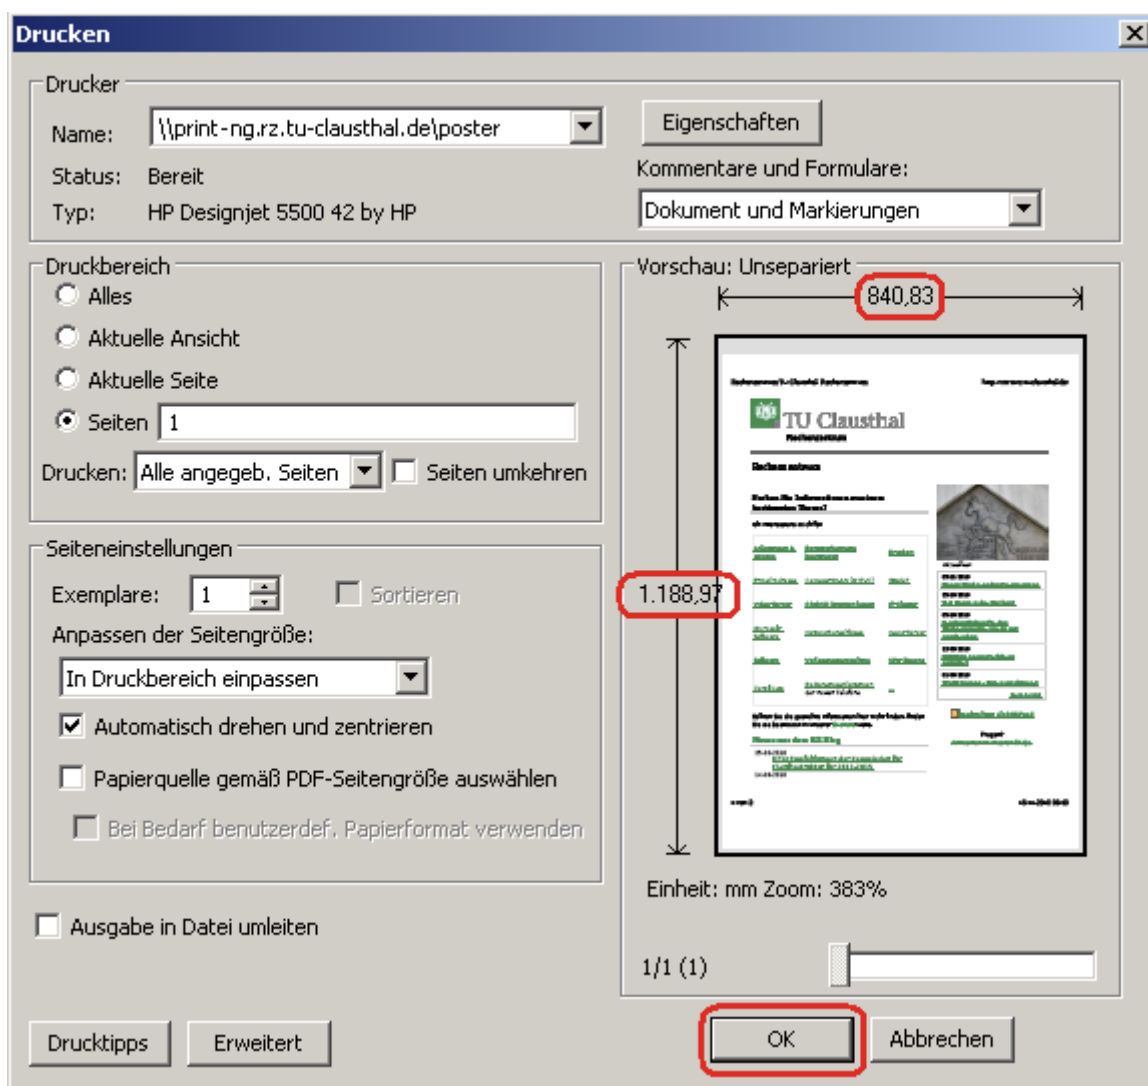 Drucken
Drucker
Name: \\print-ng.rz.tu-clausthal.de\poster
Eigenschaften
Status: Bereit
Kommentare und Formulare:
Typ: HP Designjet 5500 42 by HP
Dokument und Markierungen
Druckbereich
Alles
Aktuelle Ansicht
Aktuelle Seite
Seiten 1
Drucken: Alle angegeb. Seiten Seiten umkehren
Seiteneinstellungen
Exemplare: 1 Sortieren
Anpassen der Seitengröße:
In Druckbereich einpassen
Automatisch drehen und zentrieren
Papierquelle gemäß PDF-Seitengröße auswählen
Bei Bedarf benutzerdef. Papierformat verwenden
Ausgabe in Datei umleiten
Drucktipps Erweitert
Vorschau: Unsepariert
840,83
1.188,97
TU Clausthal
Rechenzentrum
Einheit: mm Zoom: 383%
1/1 (1)
OK Abbrechen